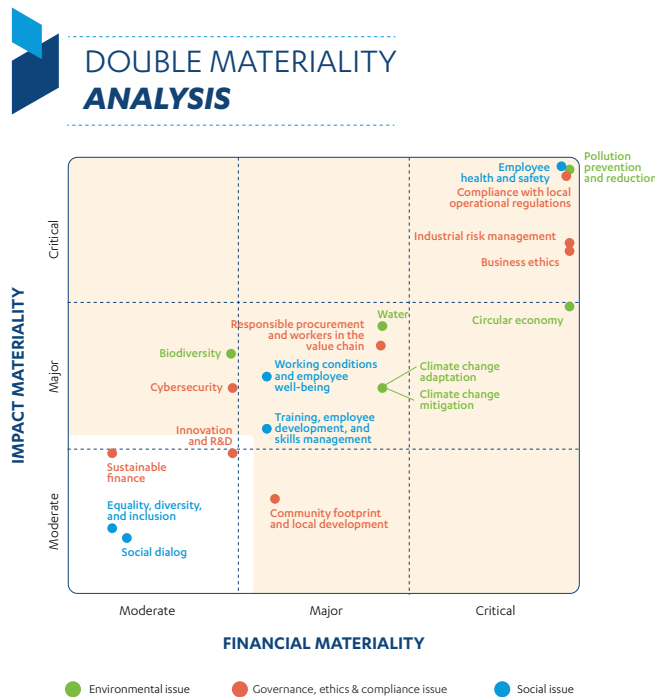 DOUBLE MATERIALITY
ANALYSIS
Pollution
prevention
and reduction
Employee
health and safety
Compliance with local
operational regulations
Industrial risk management
Business ethics
Critical
Circular economy
Water
Responsible procurement
and workers in the
value chain
Biodiversity
Working conditions
and employee
well-being
Climate change
adaptation
Climate change
mitigation
Cybersecurity
Major
Training, employee
development, and
skills management
Innovation
and R&D
IMPACT MATERIALITY
Sustainable
finance
Equality, diversity,
and inclusion
Social dialog
Community footprint
and local development
Moderate
Moderate
Major
Critical
FINANCIAL MATERIALITY
Environmental issue
Governance, ethics & compliance issue
Social issue